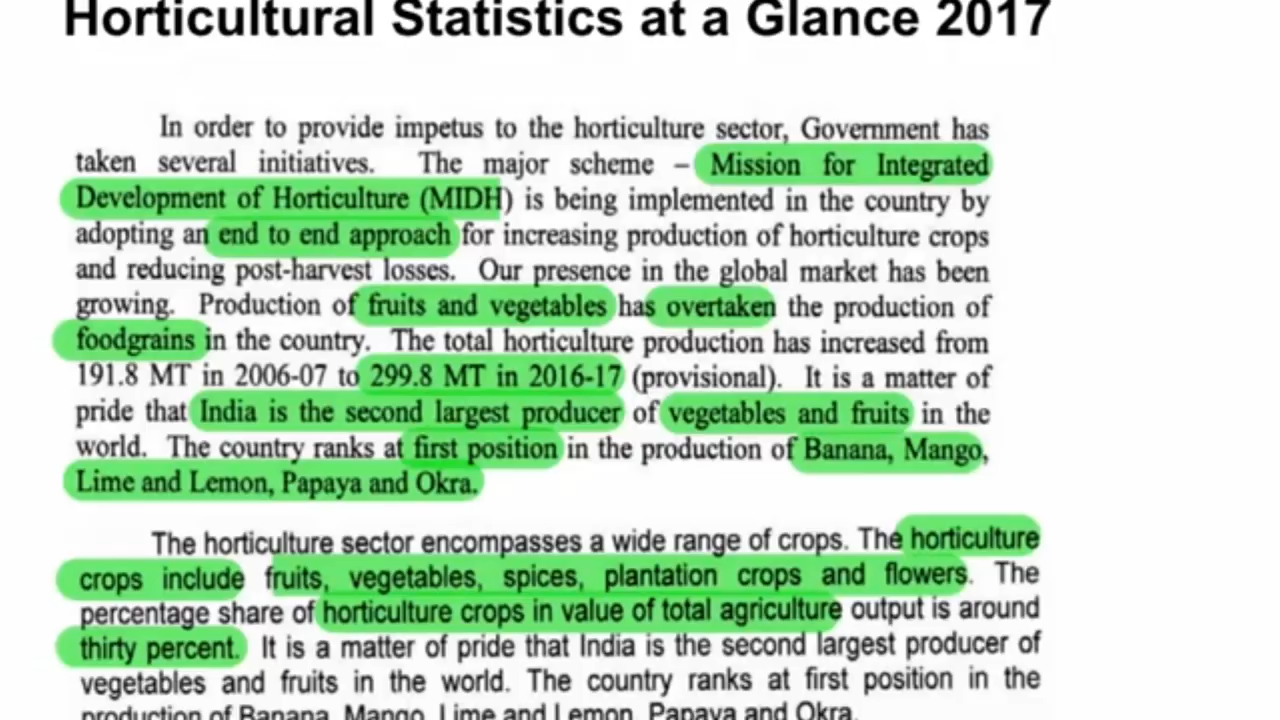 Horticultural Statistics at a Glance 2017
In order to provide impetus to the horticulture sector, Government has
taken several initiatives. The major scheme – Mission for Integrated
Development of Horticulture (MIDH) is being implemented in the country by
adopting an end to end approach for increasing production of horticulture crops
and reducing post-harvest losses. Our presence in the global market has been
growing. Production of fruits and vegetables has overtaken the production of
foodgrains in the country. The total horticulture production has increased from
191.8 MT in 2006-07 to 299.8 MT in 2016-17 (provisional). It is a matter of
pride that India is the second largest producer of vegetables and fruits in the
world. The country ranks at first position in the production of Banana, Mango,
Lime and Lemon, Papaya and Okra.
The horticulture sector encompasses a wide range of crops. The horticulture
crops include fruits, vegetables, spices, plantation crops and flowers. The
percentage share of horticulture crops in value of total agriculture output is around
thirty percent. It is a matter of pride that India is the second largest producer of
vegetables and fruits in the world. The country ranks at first position in the
production of Banana, Mango, Lime and Lemon, Papaya and Okra.